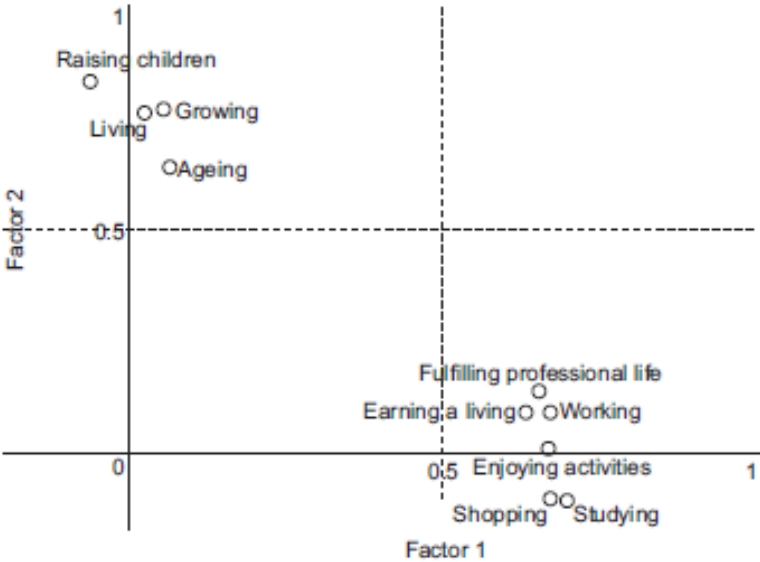 1
Raising children
Growing
Living
Ageing
Factor 2
0.5
Fulfilling professional life
Earning a living
Working
0
0.5
Enjoying activities
1
Shopping
Studying
Factor 1